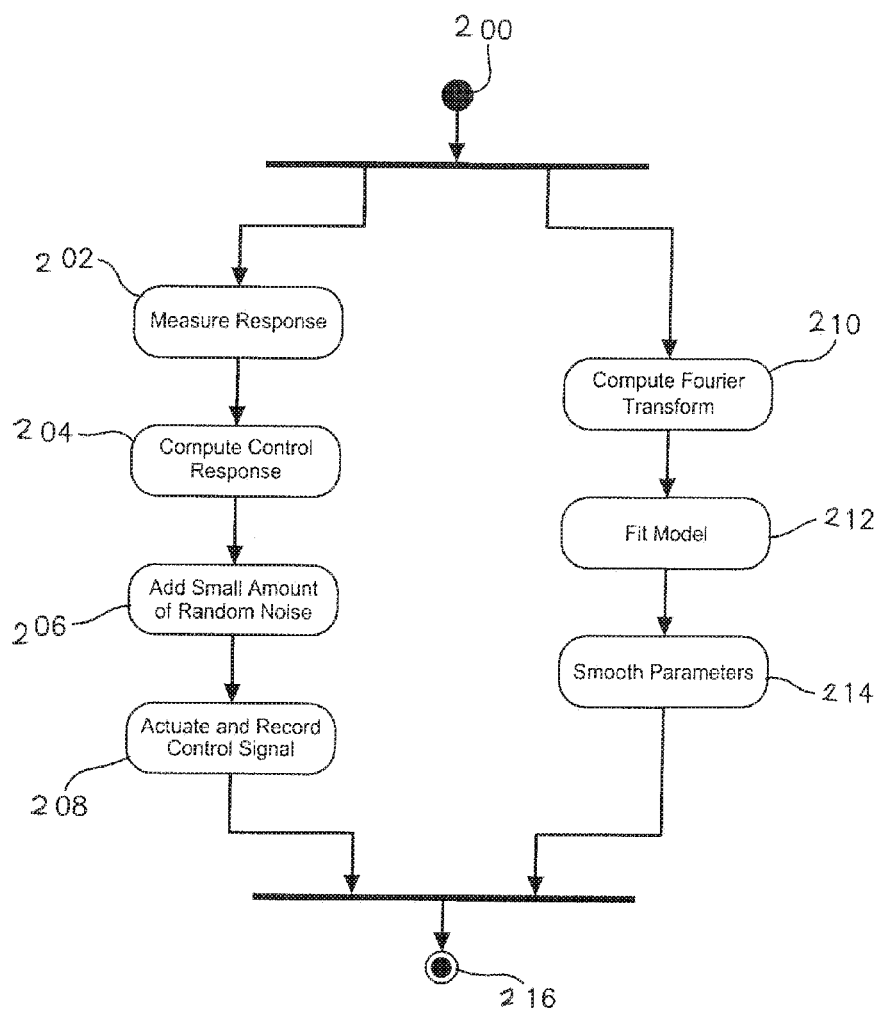 200
202
Measure Response
210
Compute Fourier
Transform
204
Compute Control
Response
212
Fit Model
Add Small Amount
of Random Noise
206
Smooth Parameters
214
Actuate and Record
Control Signal
208
216